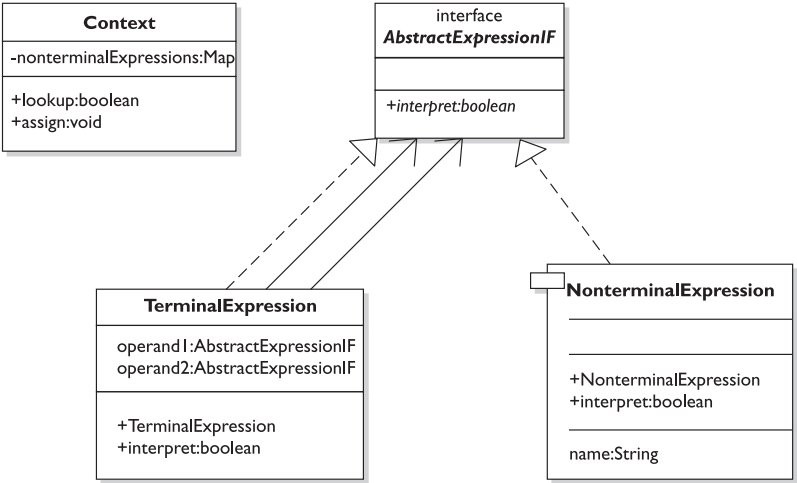 Context
-nonterminalExpressions:Map
+lookup:boolean
+assign:void
interface
AbstractExpressionIF
+interpret:boolean
TerminalExpression
operand1:AbstractExpressionIF
operand2:AbstractExpressionIF
+TerminalExpression
+interpret:boolean
NonterminalExpression
+NonterminalExpression
+interpret:boolean
name:String